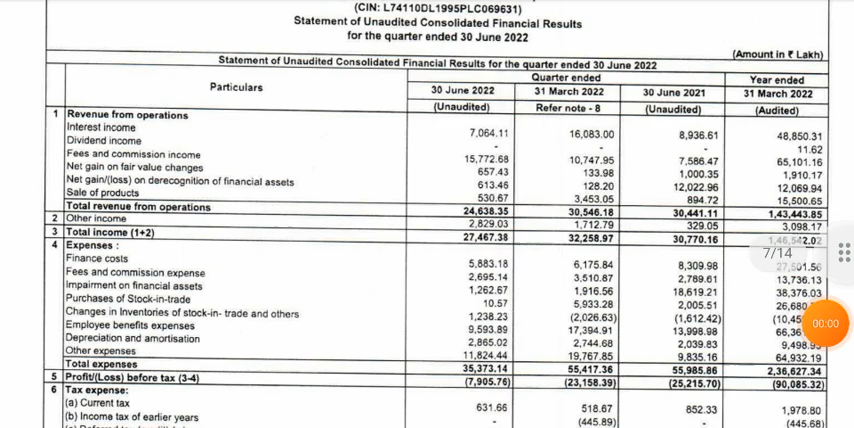 (CIN: L74110DL1995PLC069631)
Statement of Unaudited Consolidated Financial Results
for the quarter ended 30 June 2022
(Amount in ₹ Lakh)
Statement of Unaudited Consolidated Financial Results for the quarter ended 30 June 2022
Particulars Quarter ended Year ended
30 June 2022 31 March 2022 30 June 2021 31 March 2022
(Unaudited) Refer note - 8 (Unaudited) (Audited)
1 Revenue from operations
Interest income 7,064.11 16,083.00 8,936.61 48,850.31
Dividend income - - - 11.62
Fees and commission income 15,772.68 10,747.95 7,586.47 65,101.16
Net gain on fair value changes 657.43 133.98 1,000.35 1,910.17
Net gain/(loss) on derecognition of financial assets 613.46 128.20 12,022.96 12,069.94
Sale of products 530.67 3,453.05 894.72 15,500.65
Total revenue from operations 24,638.35 30,546.18 30,441.11 1,43,443.85
2 Other income 2,829.03 1,712.79 329.05 3,098.17
3 Total income (1+2) 27,467.38 32,258.97 30,770.16 1,46,542.02
4 Expenses :
Finance costs 5,883.18 6,175.84 8,309.98
Fees and commission expense 2,695.14 3,510.87 2,789.61 13,736.13
Impairment on financial assets 1,262.67 1,916.56 18,619.21 38,376.03
Purchases of Stock-in-trade 10.57 5,933.28 2,005.51 26,680
Changes in Inventories of stock-in- trade and others 1,238.23 (2,026.63) (1,612.42) (10,45
Employee benefits expenses 9,593.89 17,394.91 13,998.98 66,36
Depreciation and amortisation 2,865.02 2,744.68 2,039.83
Other expenses 11,824.44 19,767.85 9,835.16 64,932.19
Total expenses 35,373.14 55,417.36 55,985.86 2,36,627.34
5 Profit/(Loss) before tax (3-4) (7,905.76) (23,158.39) (25,215.70) (90,085.32)
6 Tax expense:
(a) Current tax 631.66 518.67 852.33 1,978.80
(b) Income tax of earlier years - (445.89) - (445.68)
7/14
00:00